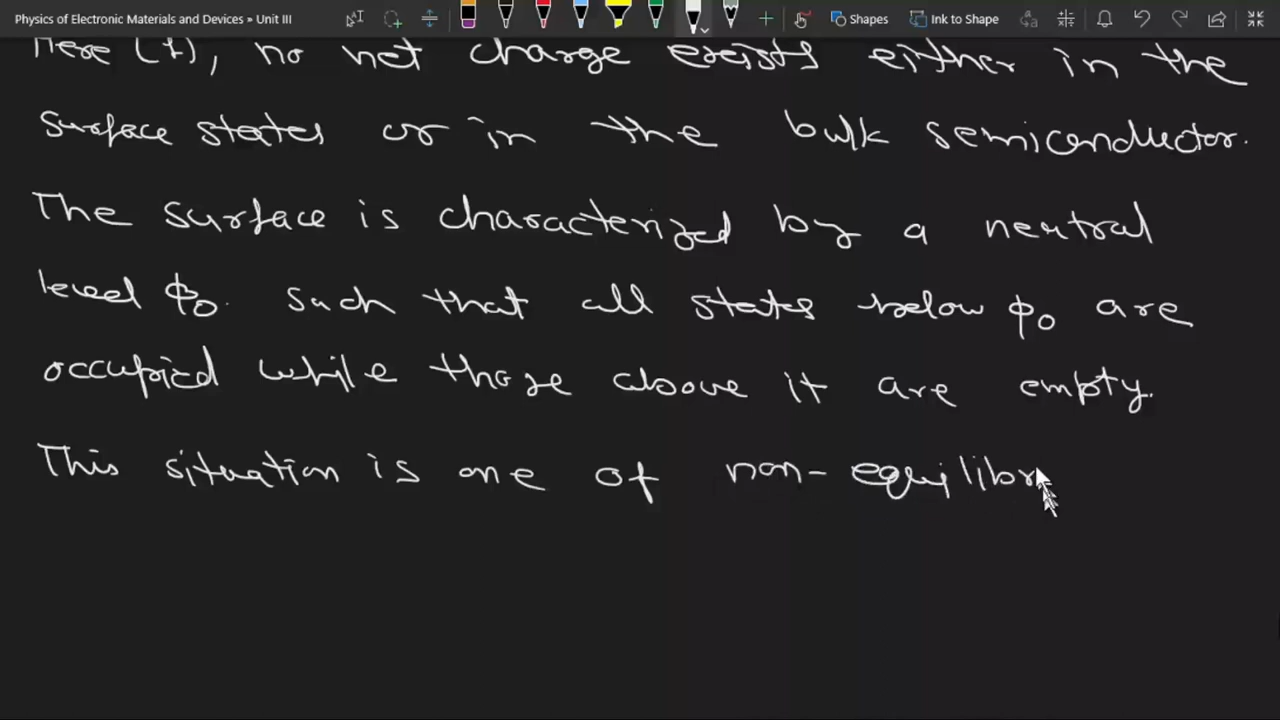 Physics of Electronic Materials and Devices » Unit III
Shapes
Ink to Shape
Here (1), no net charge exists either in the
surface states or in the bulk semiconductor.
The surface is characterized by a neutral
level ϕ₀. Such that all states below ϕ₀ are
occupied while those above it are empty.
This situation is one of non-equilibr